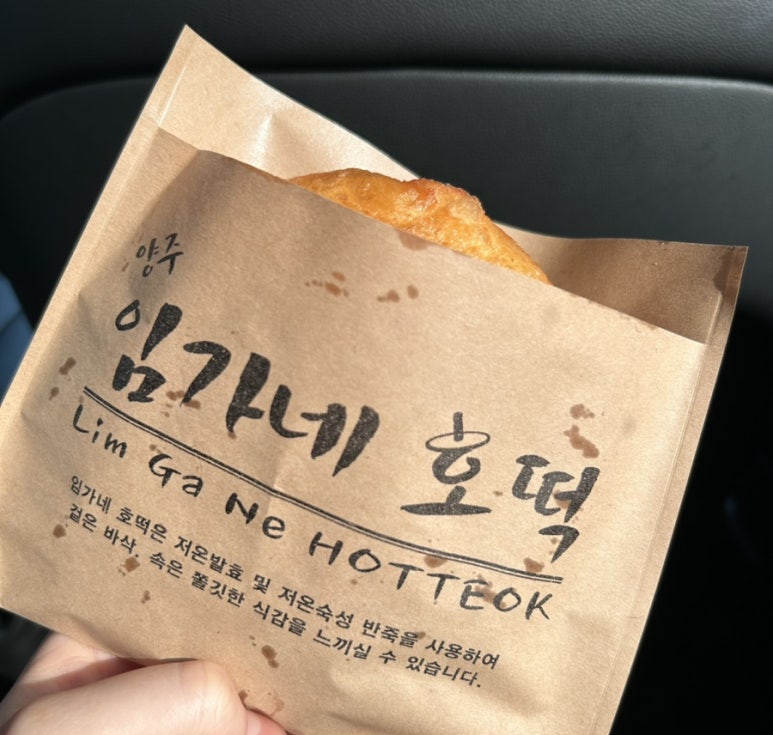 양주
임가네 호떡
Lim Ga Ne HOTTEOK
임가네 호떡은 저온발효 및 저온숙성 반죽을 사용하여
겉은 바삭, 속은 쫄깃한 식감을 느끼실 수 있습니다.